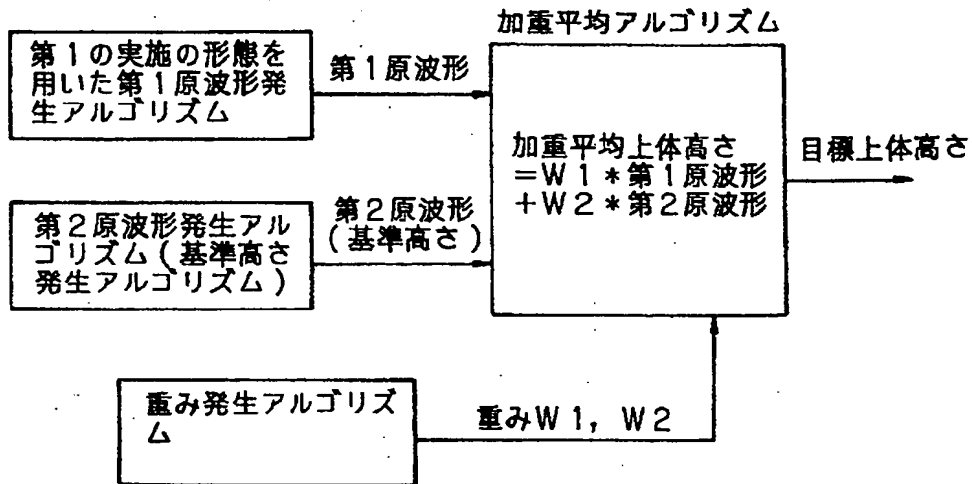 加重平均アルゴリズム
第1の実施の形態を
用いた第1原波形発
生アルゴリズム
第1原波形
加重平均上体高さ
=W1*第1原波形
+W2*第2原波形
目標上体高さ
第2原波形発生アル
ゴリズム(基準高さ
発生アルゴリズム)
第2原波形
(基準高さ)
重み発生アルゴリズ
ム
重みW1, W2